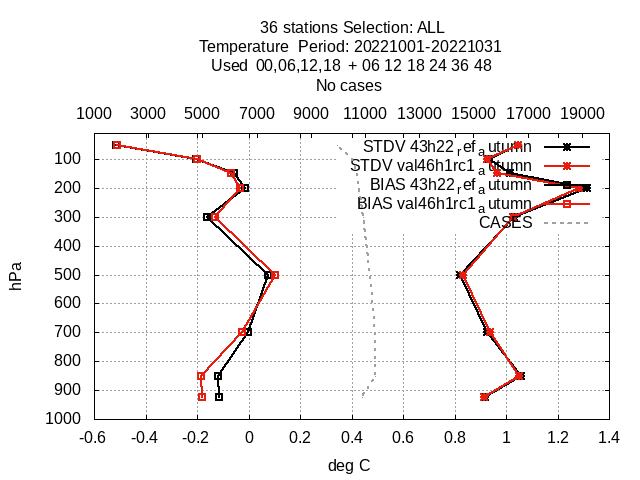 36 stations Selection: ALL
Temperature  Period: 20221001-20221031
Used  00,06,12,18  + 06 12 18 24 36 48
No cases
1000 3000 5000 7000 9000 11000 13000 15000 17000 19000
STDV 43h22_ref_autumn
STDV val46h1rc1_autumn
BIAS 43h22_ref_autumn
BIAS val46h1rc1_autumn
CASES
100
200
300
400
500
600
700
800
900
1000
hPa
-0.6 -0.4 -0.2 0 0.2 0.4 0.6 0.8 1 1.2 1.4
deg C